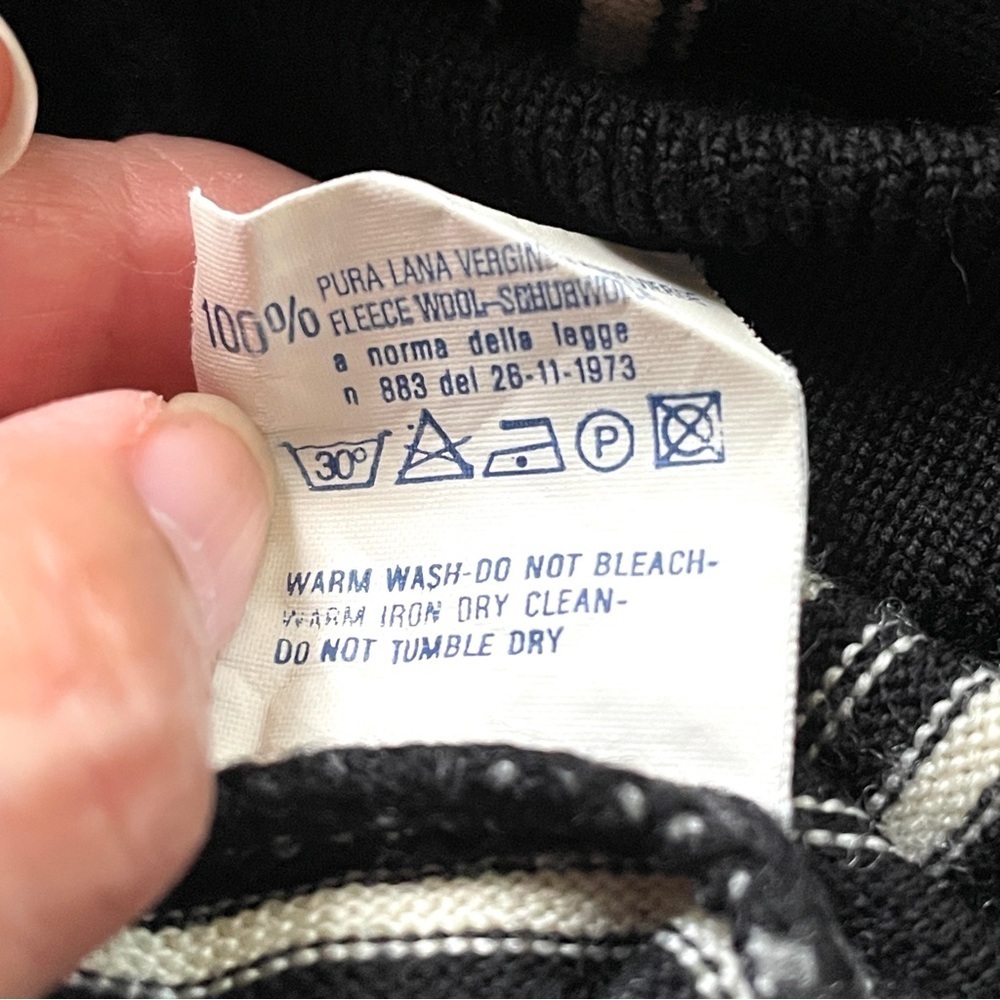 100% PURA LANA VERGINE
FLEECE WOOL-SCHURWOLLE
a norma della legge
n 883 del 26-11-1973
30° P
WARM WASH-DO NOT BLEACH-
WARM IRON DRY CLEAN-
DO NOT TUMBLE DRY